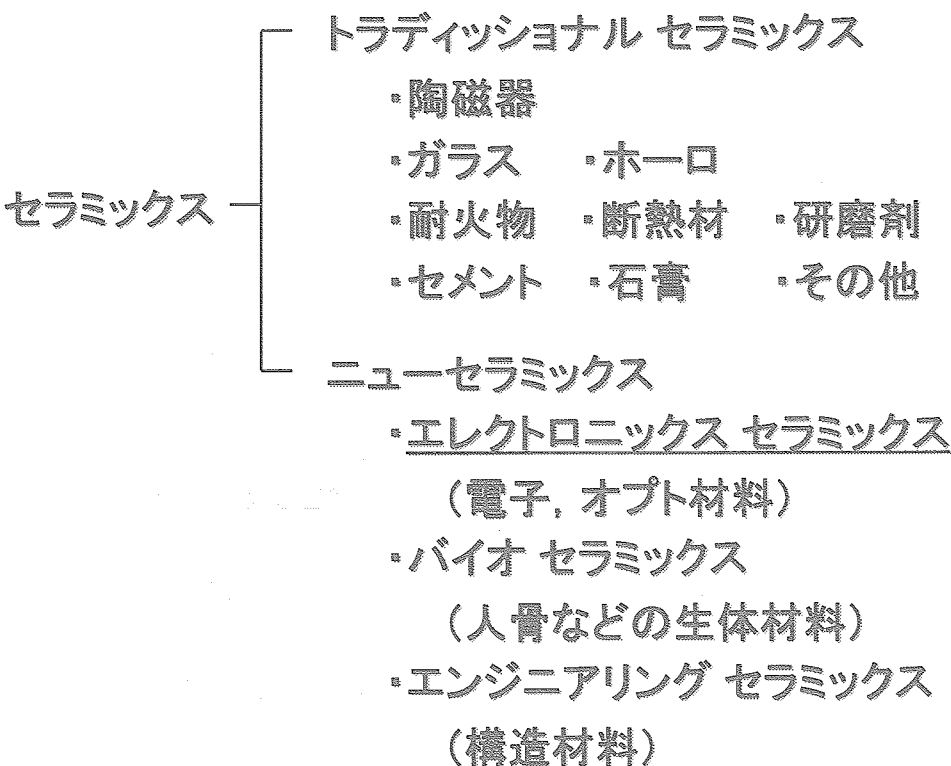 トラディッショナル セラミックス
・陶磁器
・ガラス ・ホーロ
セラミックス
・耐火物 ・断熱材 ・研磨剤
・セメント ・石膏 ・その他
ニューセラミックス
・エレクトロニックス セラミックス
(電子, オプト材料)
・バイオ セラミックス
(人骨などの生体材料)
・エンジニアリング セラミックス
(構造材料)